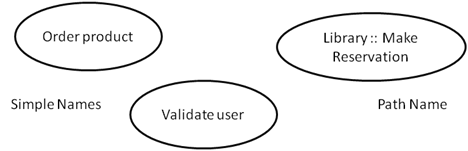 Order product
Library :: Make
Reservation
Simple Names
Path Name
Validate user